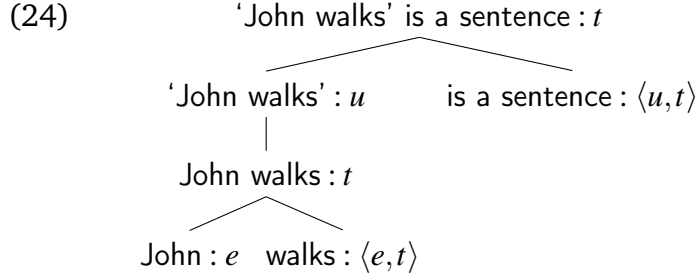 (24) ‘John walks’ is a sentence : t
‘John walks’ : u is a sentence : ⟨u,t⟩
John walks : t
John : e walks : ⟨e,t⟩